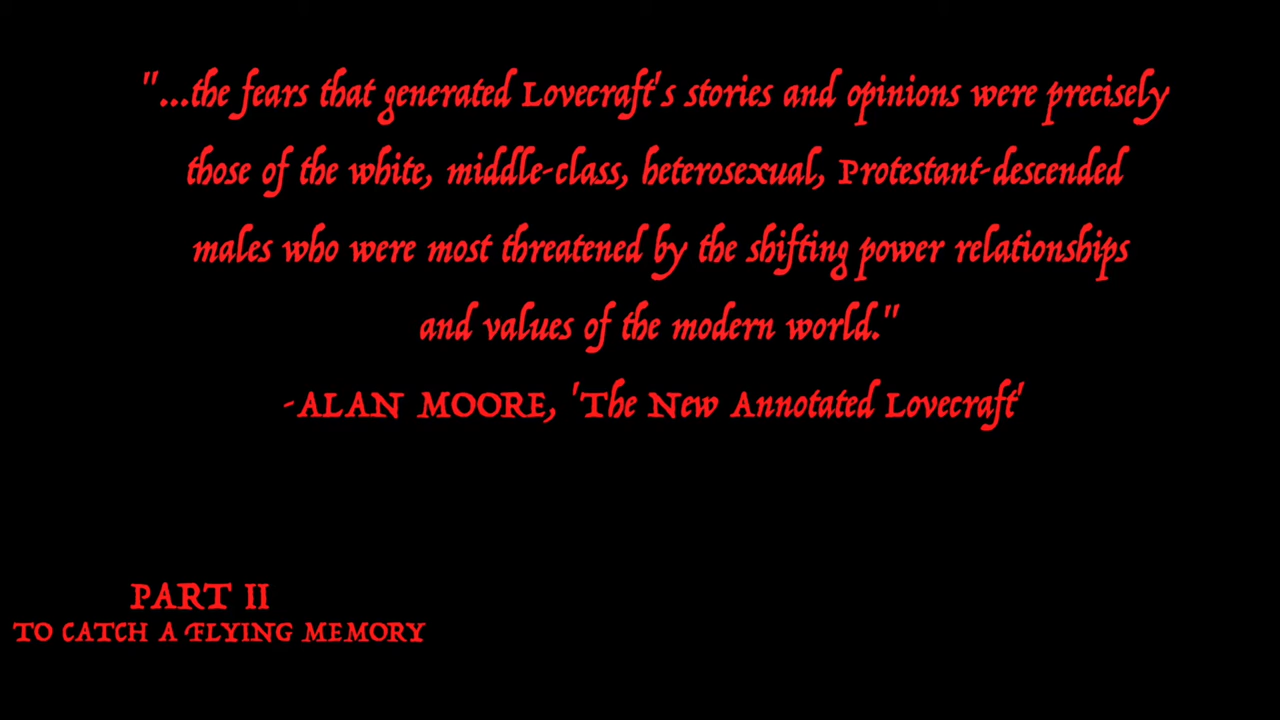 "...the fears that generated Lovecraft's stories and opinions were precisely
those of the white, middle-class, heterosexual, Protestant-descended
males who were most threatened by the shifting power relationships
and values of the modern world."
-ALAN MOORE, 'The New Annotated Lovecraft'
PART II
TO CATCH A FLYING MEMORY